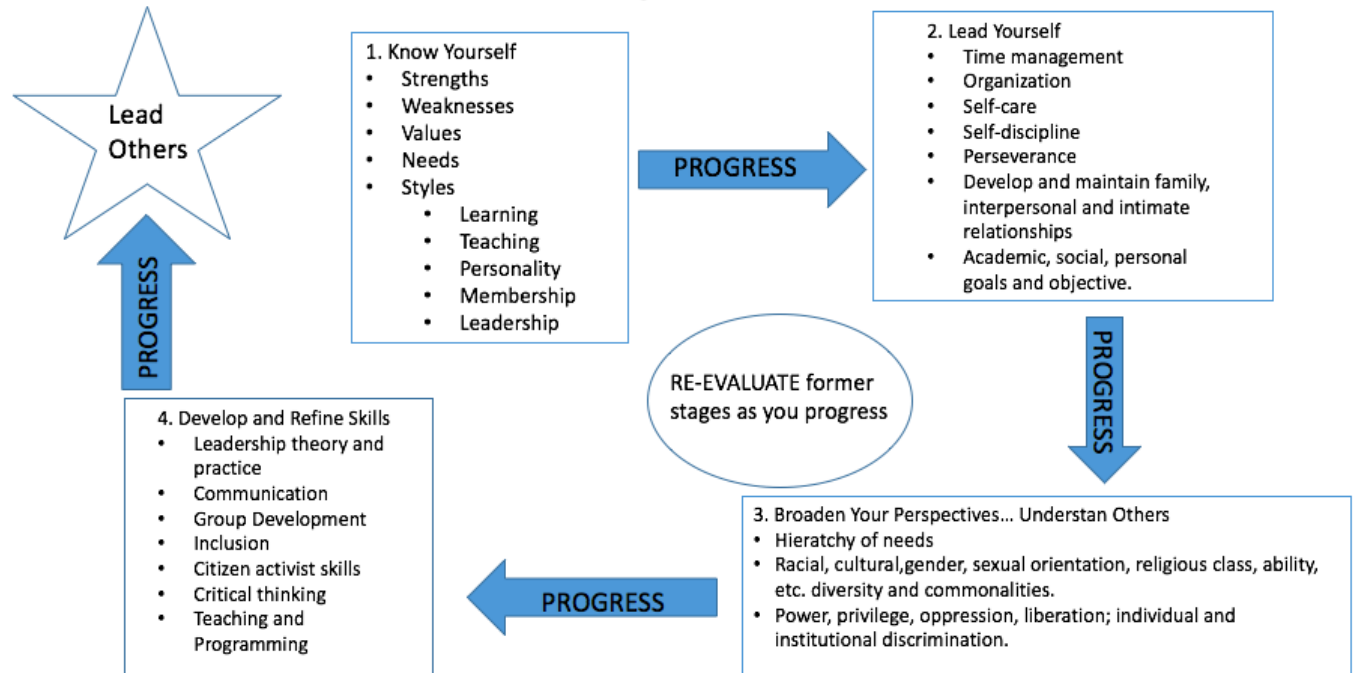 Lead
Others
1. Know Yourself
• Strengths
• Weaknesses
• Values
• Needs
• Styles
• Learning
• Teaching
• Personality
• Membership
• Leadership
PROGRESS
2. Lead Yourself
• Time management
• Organization
• Self-care
• Self-discipline
• Perseverance
• Develop and maintain family,
interpersonal and intimate
relationships
• Academic, social, personal
goals and objective.
PROGRESS
RE-EVALUATE former
stages as you progress
3. Broaden Your Perspectives... Understan Others
• Hieratchy of needs
• Racial, cultural,gender, sexual orientation, religious class, ability,
etc. diversity and commonalities.
• Power, privilege, oppression, liberation; individual and
institutional discrimination.
PROGRESS
4. Develop and Refine Skills
• Leadership theory and
practice
• Communication
• Group Development
• Inclusion
• Citizen activist skills
• Critical thinking
• Teaching and
Programming
PROGRESS